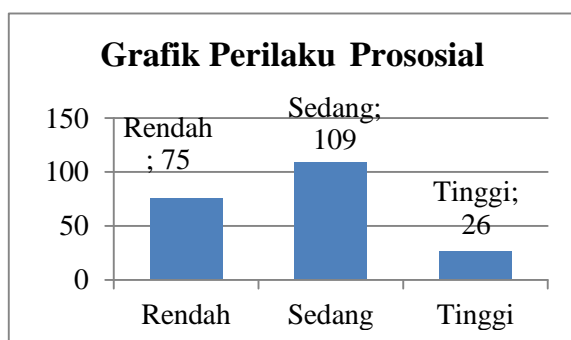 Grafik Perilaku Prososial
Rendah
; 75
Sedang;
109
Tinggi;
26
150
100
50
0
Rendah Sedang Tinggi